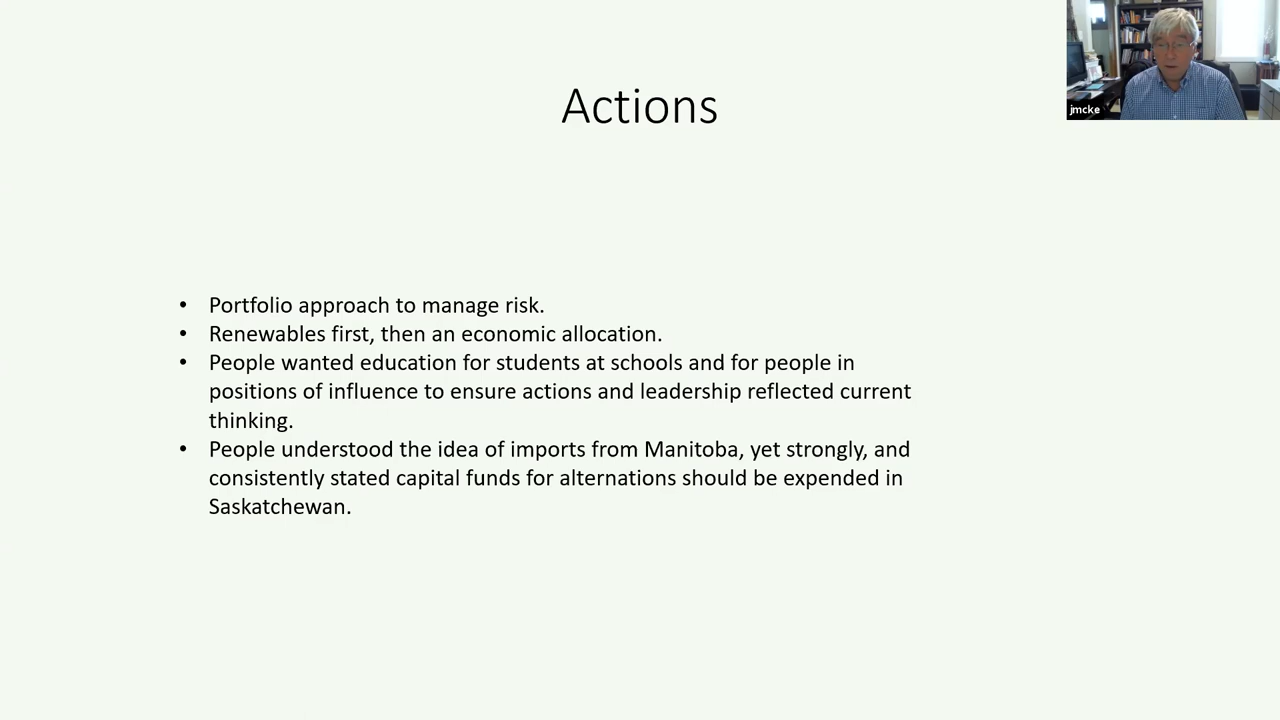 Actions
jmcke
• Portfolio approach to manage risk.
• Renewables first, then an economic allocation.
• People wanted education for students at schools and for people in
positions of influence to ensure actions and leadership reflected current
thinking.
• People understood the idea of imports from Manitoba, yet strongly, and
consistently stated capital funds for alternations should be expended in
Saskatchewan.